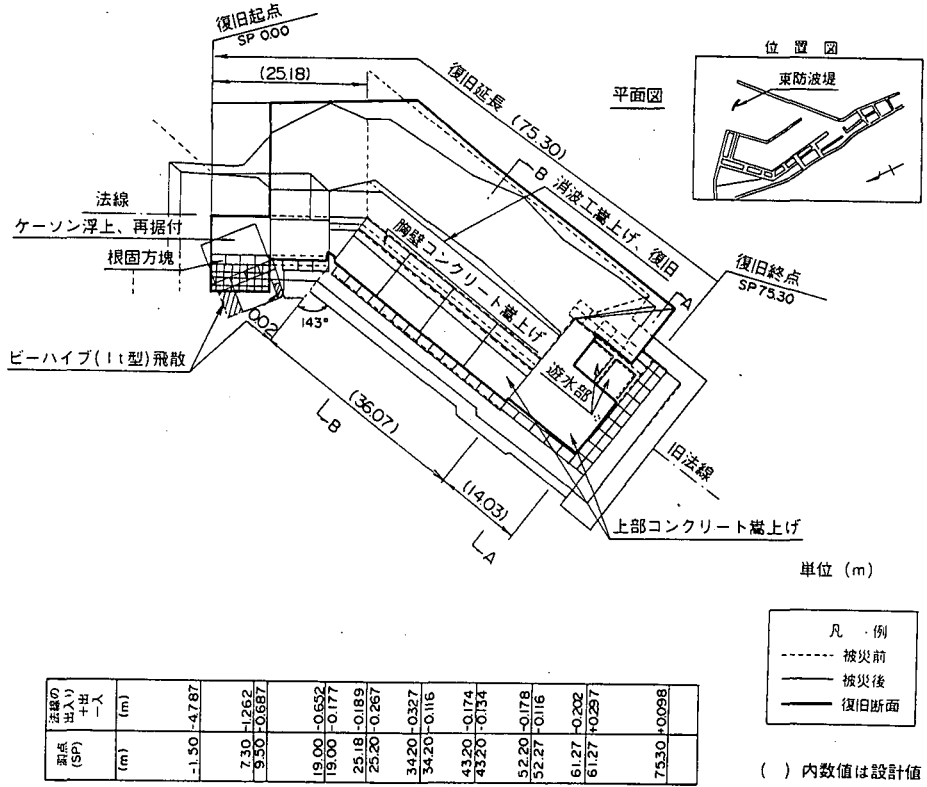 復旧起点
SP 0.00
(25.18)
復旧延長 (75.30)
平面図
位置図
東防波堤
B
消波工嵩上げ、復旧
胸壁コンクリート嵩上げ
法線
ケーソン浮上、再据付
根固方塊
復旧終点
SP75.30
A
0.02
143°
ビーハイブ(1t型)飛散
遊水部
(36.07)
B
旧法線
(14.03)
上部コンクリート嵩上げ
A
単位 (m)
凡・例
被災前
被災後
復旧断面
( ) 内数値は設計値
法線の出入り +出 -入
(m)
-4.787
-1.262
-0.687
-0.652
-0.177
-0.189
-0.267
-0.327
-0.116
-0.174
-0.134
-0.178
-0.116
-0.202
+0.297
+0.098
測点 (SP)
(m)
-1.50
7.30
9.50
19.00
19.00
25.18
25.20
34.20
34.20
43.20
43.20
52.20
52.27
61.27
61.27
75.30